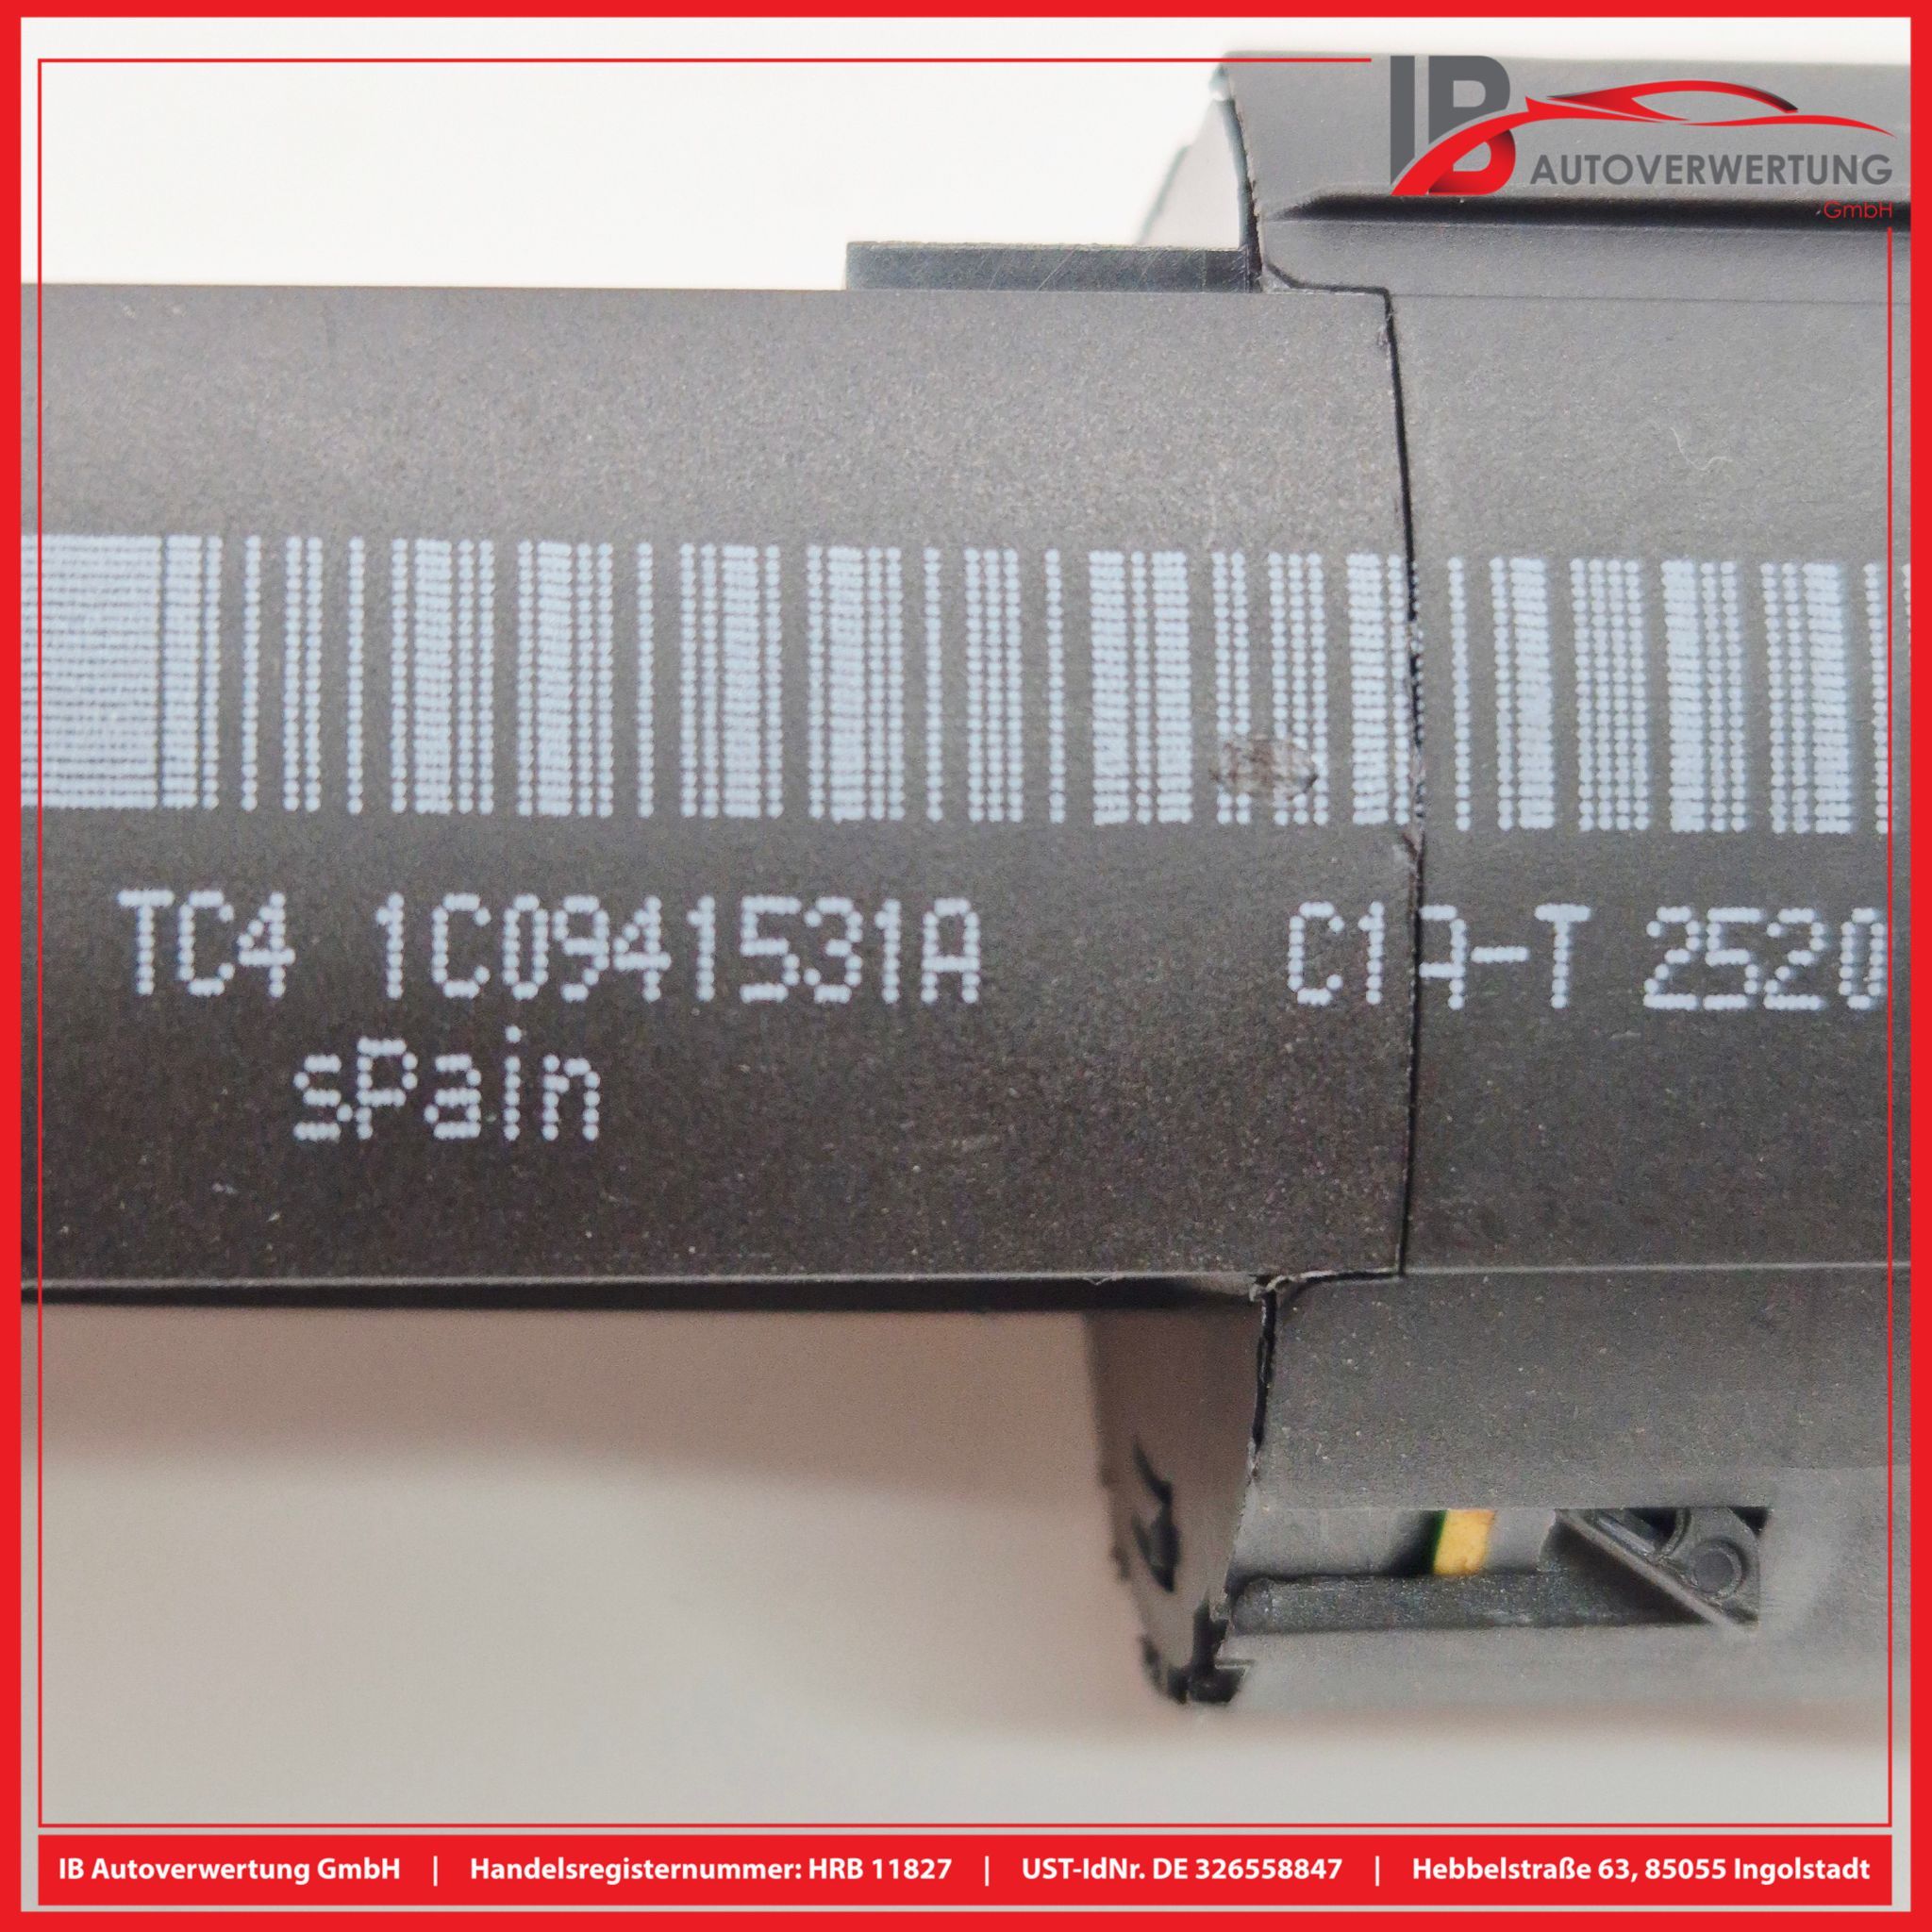 IB
AUTOVERWERTUNG
GmbH
TC4 1C0941531A C1A-T 2520
sPain
IB Autoverwertung GmbH | Handelsregisternummer: HRB 11827 | UST-IdNr. DE 326558847 | Hebbelstraße 63, 85055 Ingolstadt